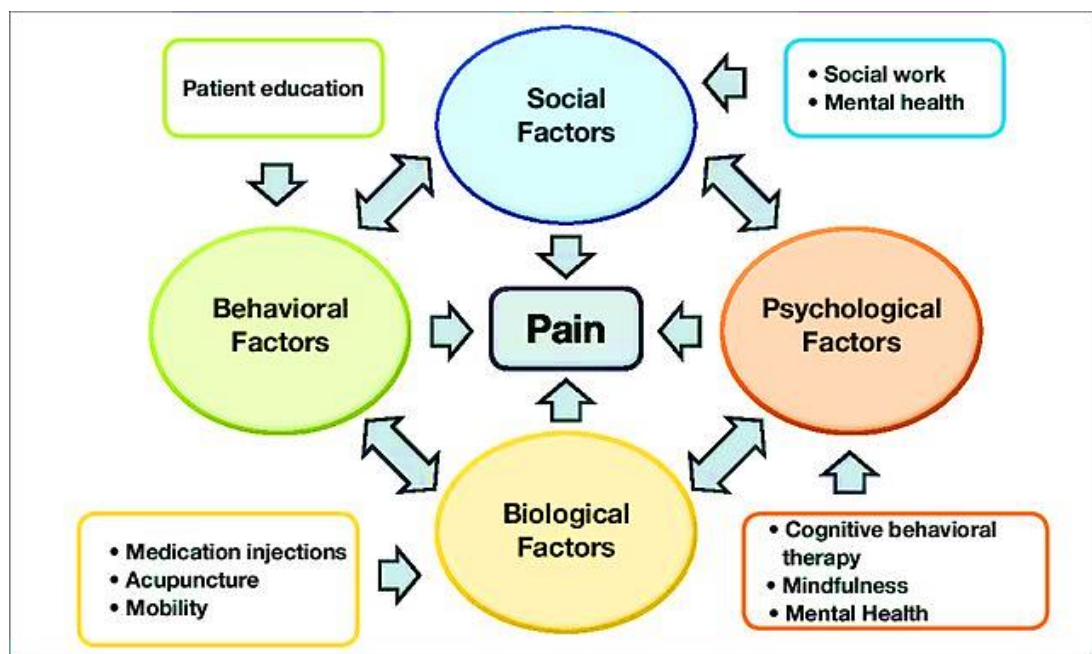 Patient education
Social
Factors
• Social work
• Mental health
Behavioral
Factors
Pain
Psychological
Factors
Biological
Factors
• Medication injections
• Acupuncture
• Mobility
• Cognitive behavioral
therapy
• Mindfulness
• Mental Health